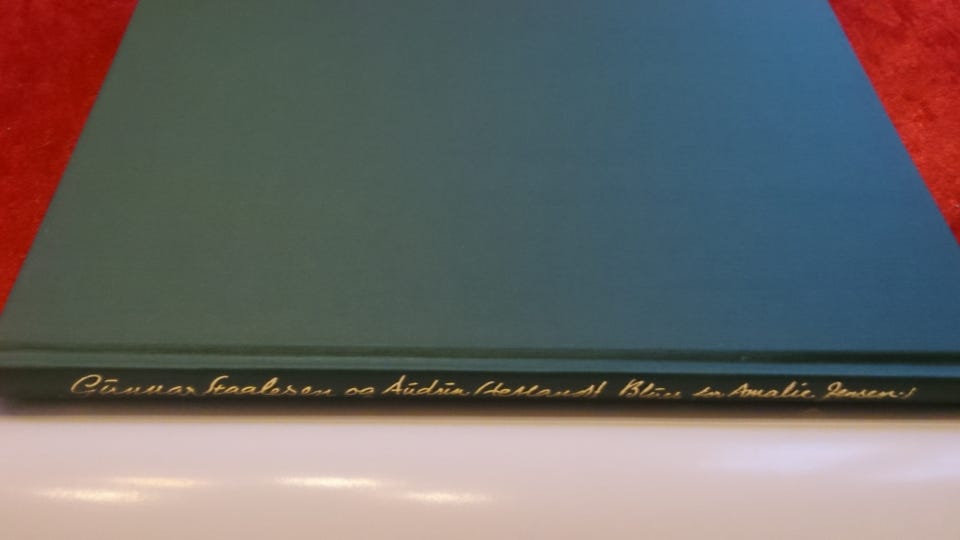 Gunnar Staalesen og Audun Hetland! Blues for Amalie Jensen!